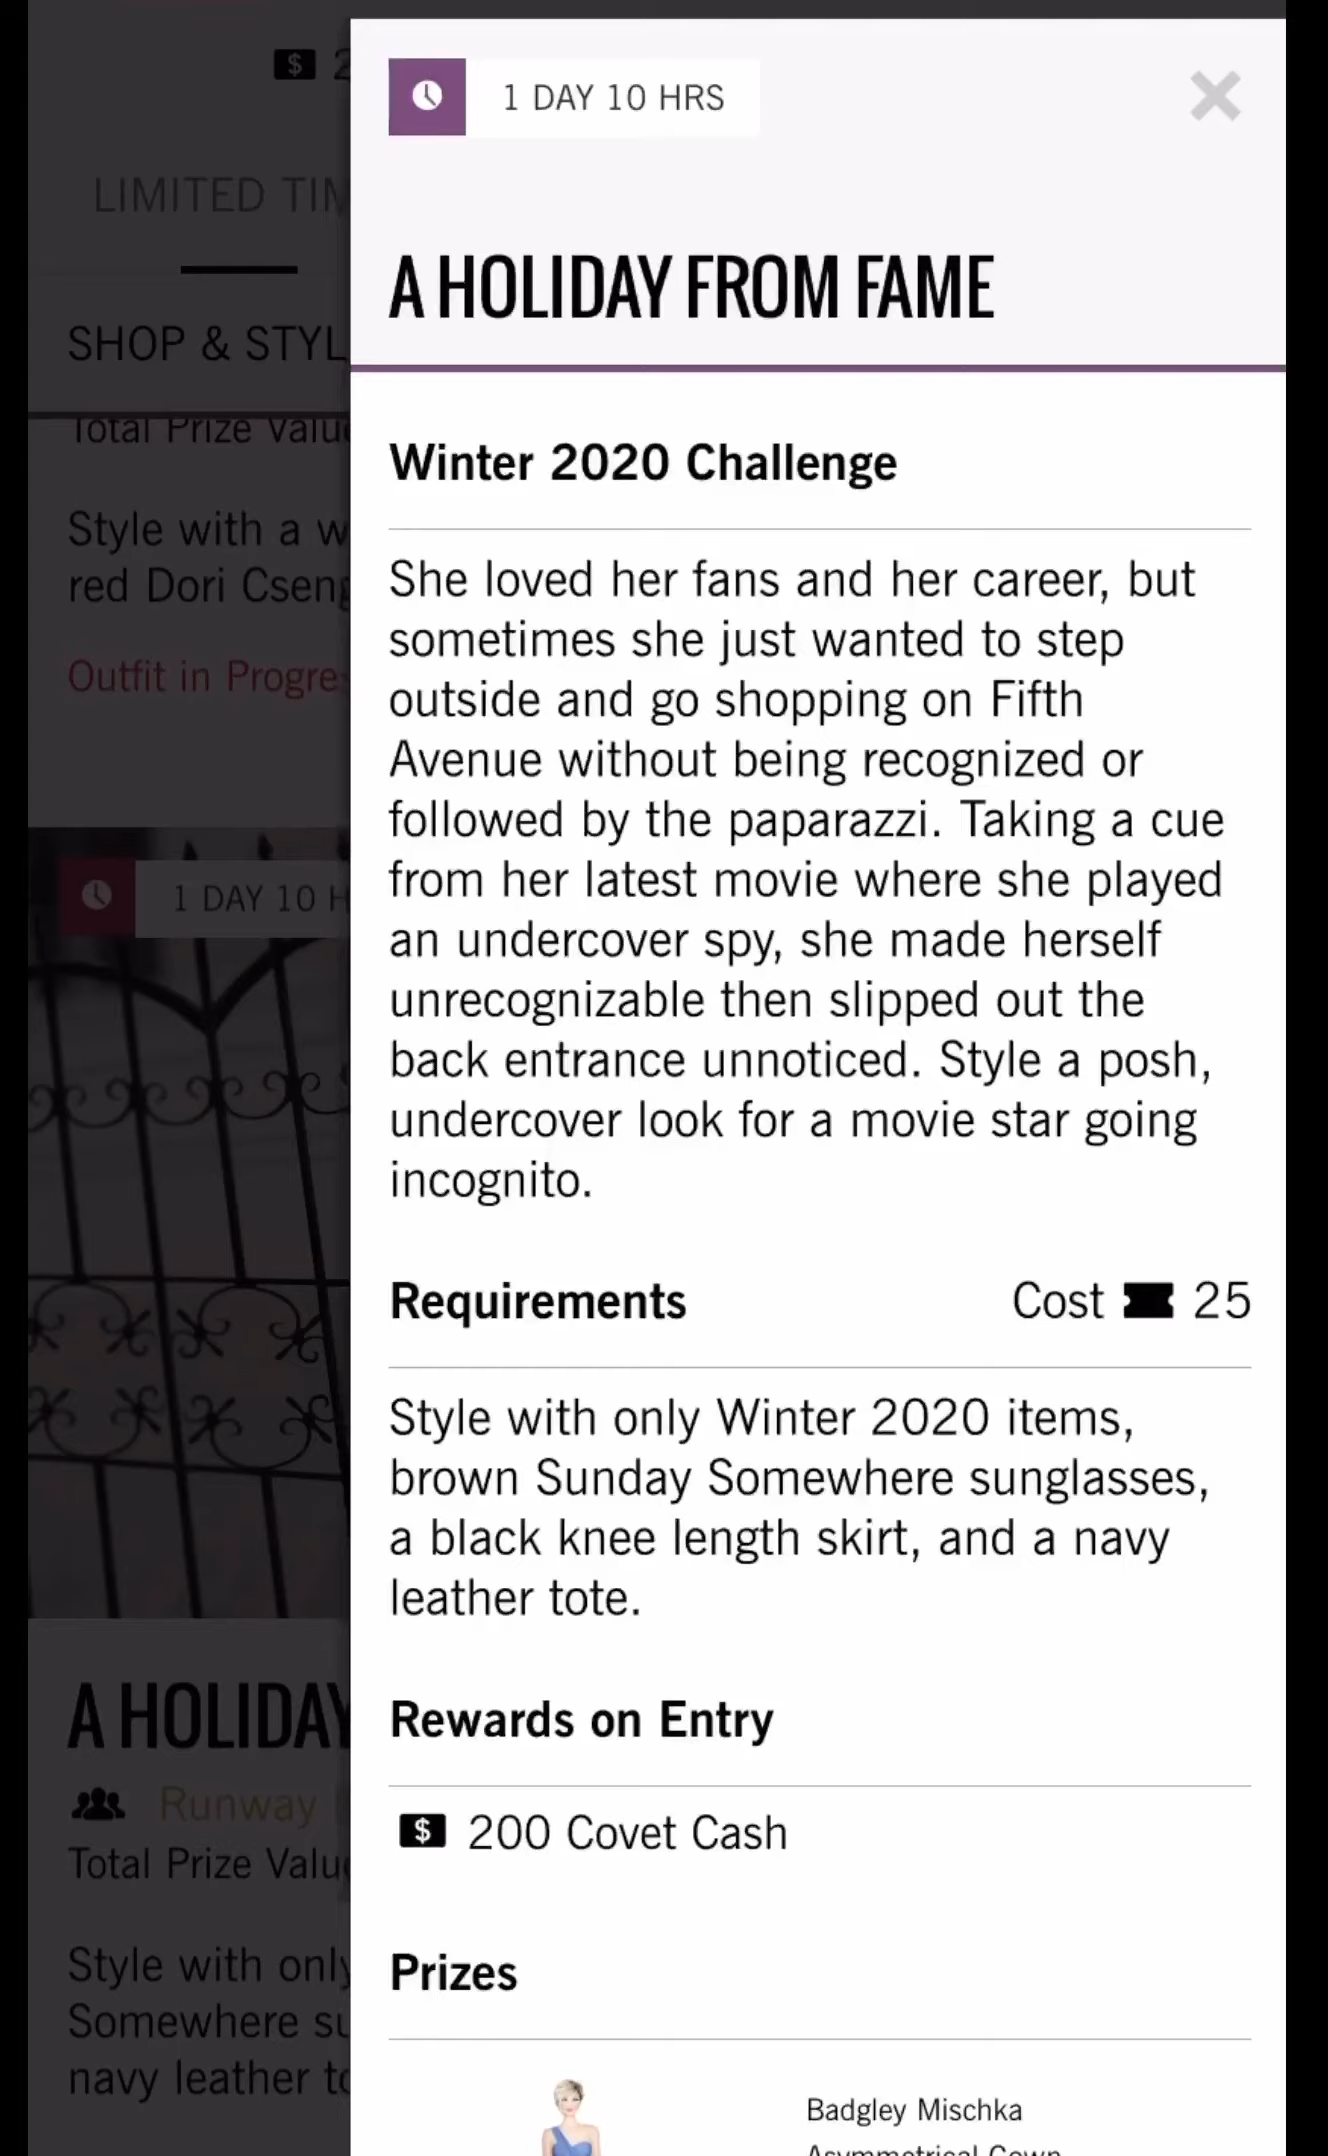 2
1 DAY 10 HRS
LIMITED TIM
A HOLIDAY FROM FAME
SHOP & STYL
Total Prize Valu
Style with a w
red Dori Cseng
Outfit in Progre
1 DAY 10 H
A HOLIDAY
Runway
Total Prize Valu
Style with only
Somewhere su
navy leather to
Winter 2020 Challenge
She loved her fans and her career, but
sometimes she just wanted to step
outside and go shopping on Fifth
Avenue without being recognized or
followed by the paparazzi. Taking a cue
from her latest movie where she played
an undercover spy, she made herself
unrecognizable then slipped out the
back entrance unnoticed. Style a posh,
undercover look for a movie star going
incognito.
Requirements
Cost 25
Style with only Winter 2020 items,
brown Sunday Somewhere sunglasses,
a black knee length skirt, and a navy
leather tote.
Rewards on Entry
$ 200 Covet Cash
Prizes
Badgley Mischka
Asymmetrical Gown